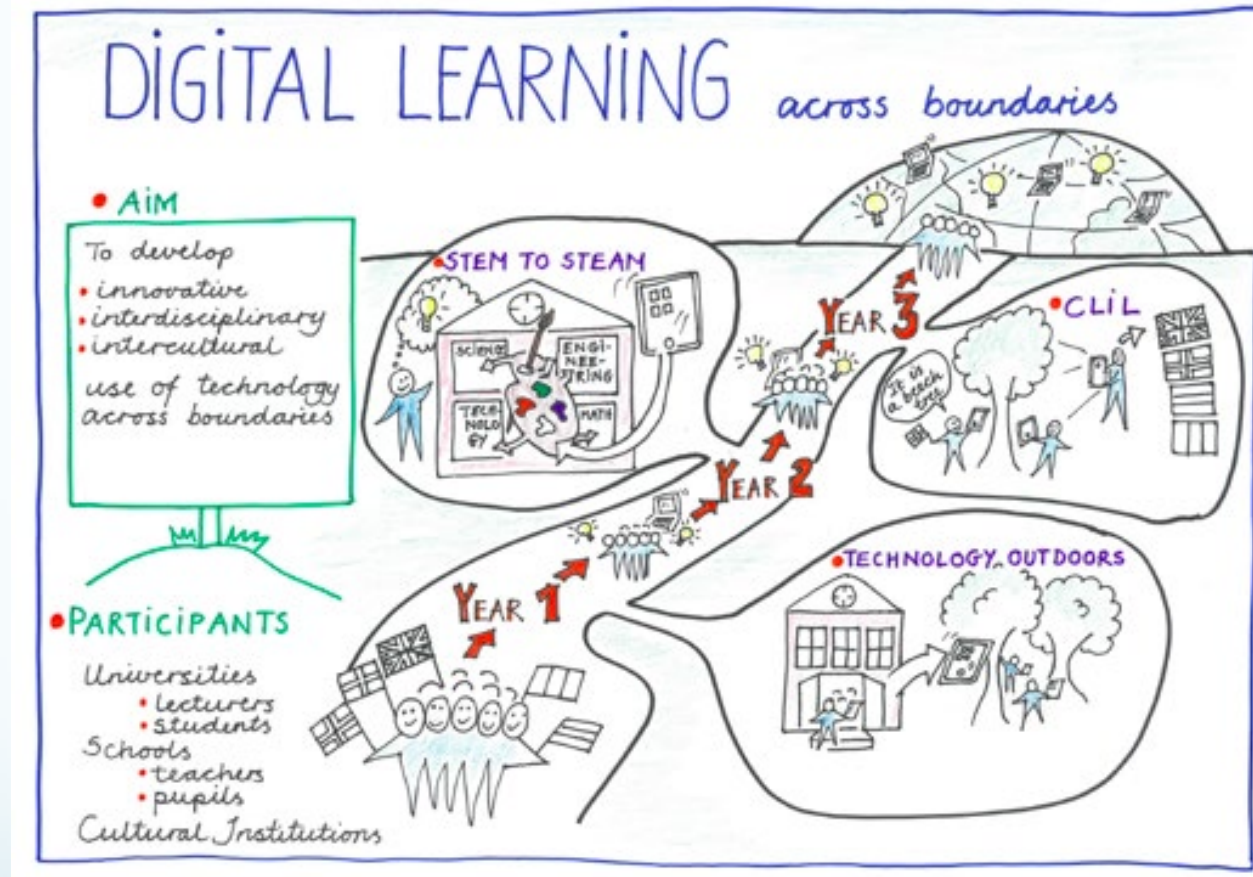 DIGITAL LEARNING across boundaries
AIM
To develop
innovative
interdisciplinary
intercultural
use of technology
across boundaries
PARTICIPANTS
Universities
lecturers
students
Schools
teachers
pupils
Cultural Institutions
STEM TO STEAM
SCIENC
ENGI-
NEE-
RING
TECH-
NOLO
GY
MATH
YEAR 1
YEAR 2
YEAR 3
CLIL
It is
a beech
tree
TECHNOLOGY OUTDOORS